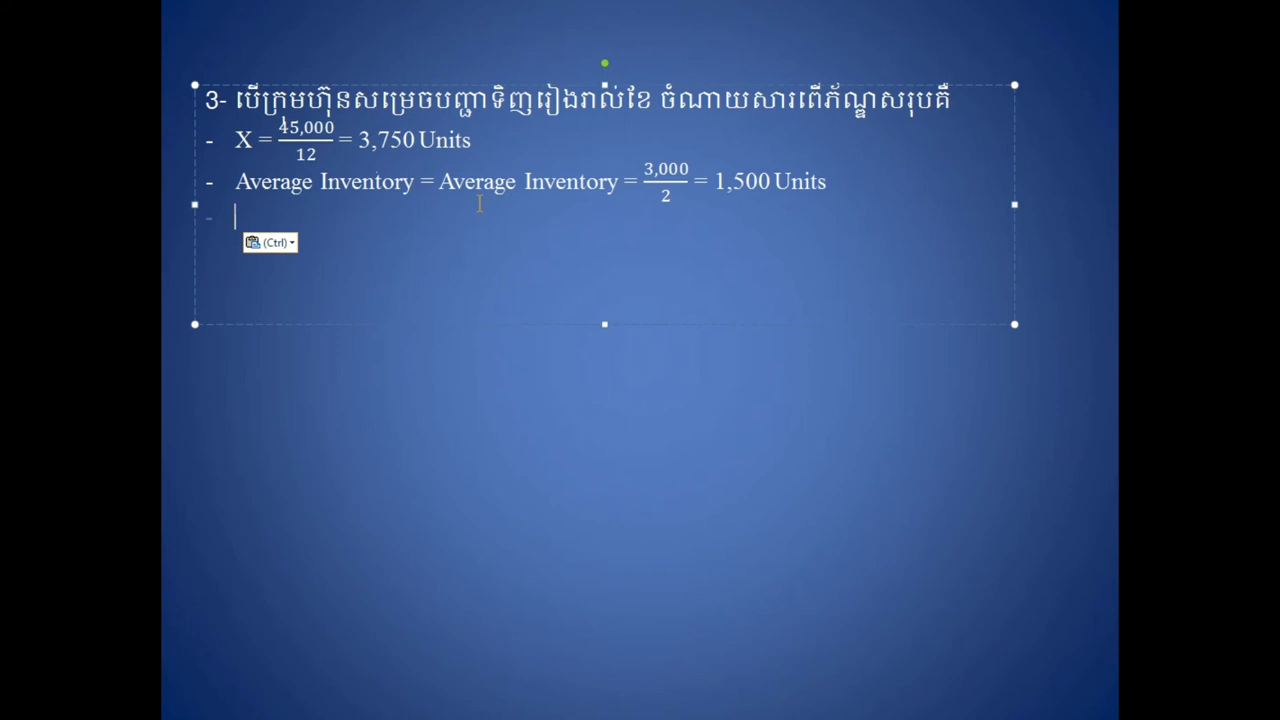 3- បើក្រុមហ៊ុនសម្រេចបញ្ជាទិញរៀងរាល់ខែ ចំណាយសារពើភ័ណ្ឌសរុបគឺ
- X = 45,000/12 = 3,750 Units
- Average Inventory = Average Inventory = 3,000/2 = 1,500 Units
-
(Ctrl)